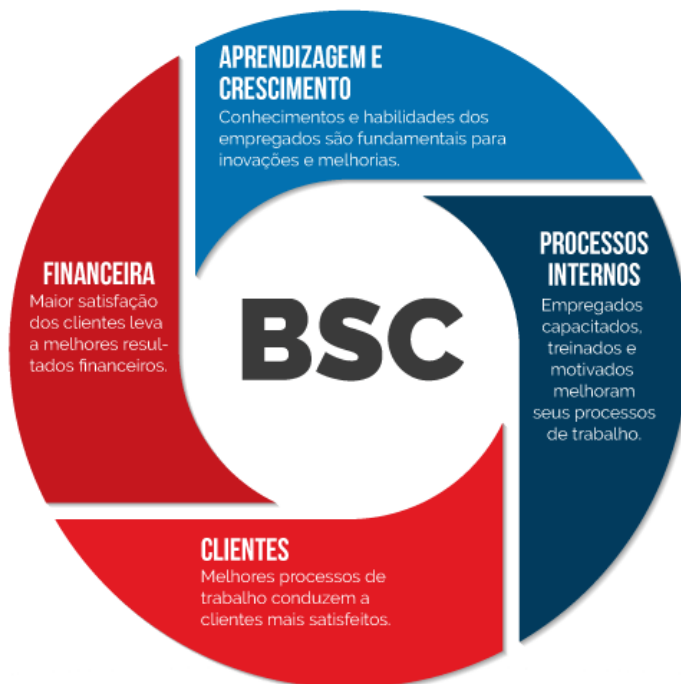 APRENDIZAGEM E
CRESCIMENTO
Conhecimentos e habilidades dos
empregados são fundamentais para
inovações e melhorias.
PROCESSOS
INTERNOS
Empregados
capacitados,
treinados e
motivados
melhoram
seus processos
de trabalho.
FINANCEIRA
Maior satisfação
dos clientes leva
a melhores resul-
tados financeiros.
BSC
CLIENTES
Melhores processos de
trabalho conduzem a
clientes mais satisfeitos.